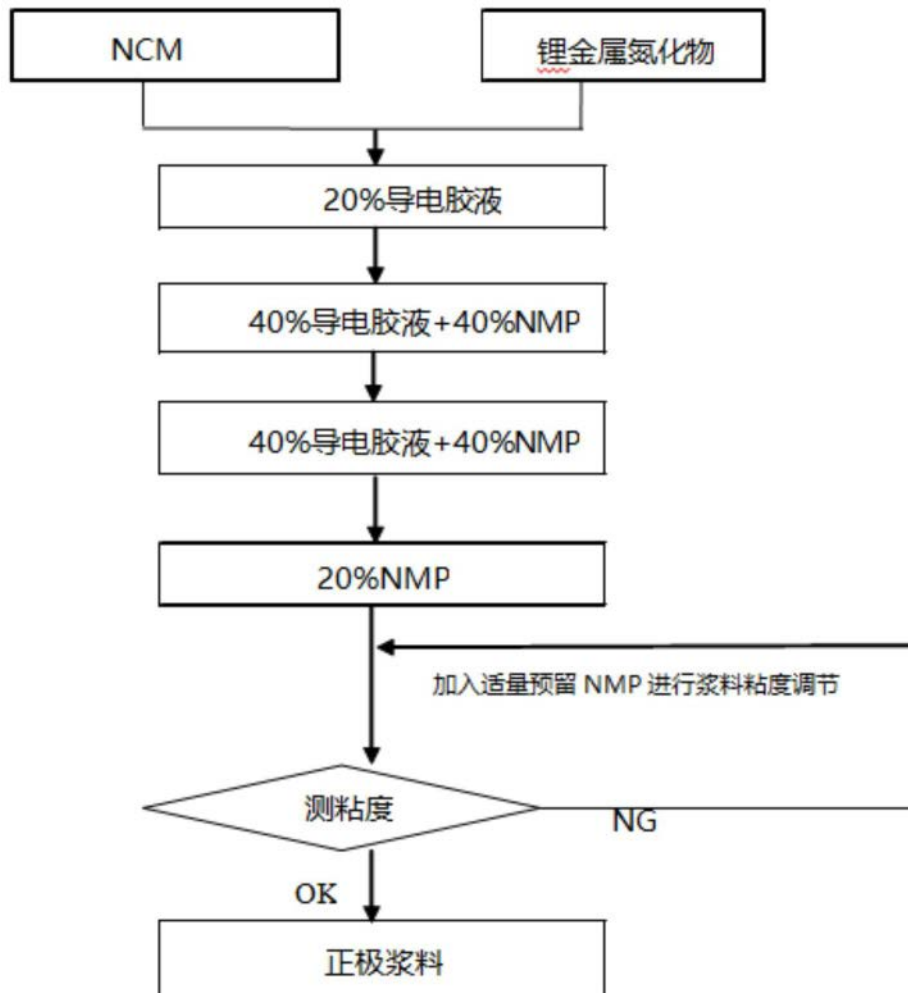 NCM
锂金属氮化物
20%导电胶液
40%导电胶液+40%NMP
40%导电胶液+40%NMP
20%NMP
加入适量预留 NMP 进行浆料粘度调节
测粘度
NG
OK
正极浆料